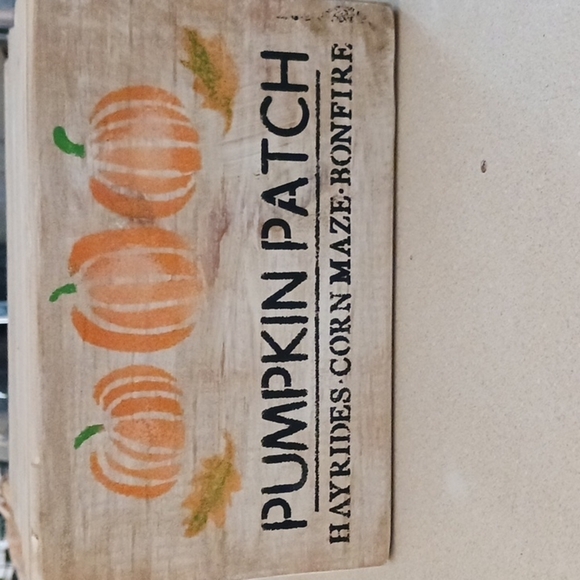 PUMPKIN PATCH
HAYRIDES·CORN MAZE·BONFIRE